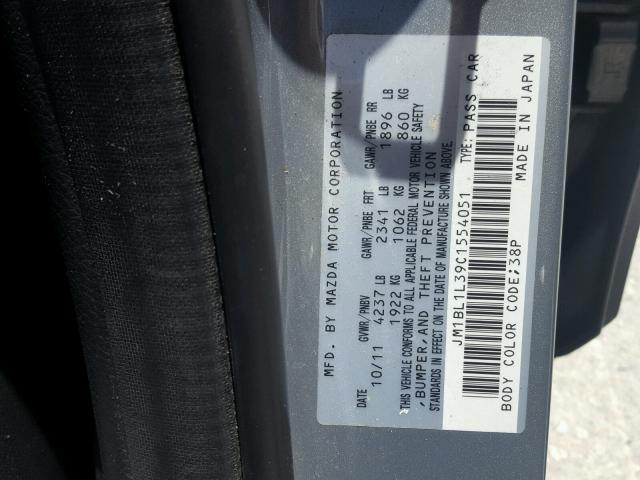 MFD. BY MAZDA MOTOR CORPORATION
DATE GVWR/PNBV GAWR/PNBE FRT GAWR/PNBE RR
10/11 4237 LB 2341 LB 1896 LB
1922 KG 1062 KG 860 KG
THIS VEHICLE CONFORMS TO ALL APPLICABLE FEDERAL MOTOR VEHICLE SAFETY
,BUMPER,AND THEFT PREVENTION
STANDARDS IN EFFECT ON THE DATE OF MANUFACTURE SHOWN ABOVE.
JM1BL1L39C1554051 TYPE: PASS CAR
BODY COLOR CODE;38P MADE IN JAPAN